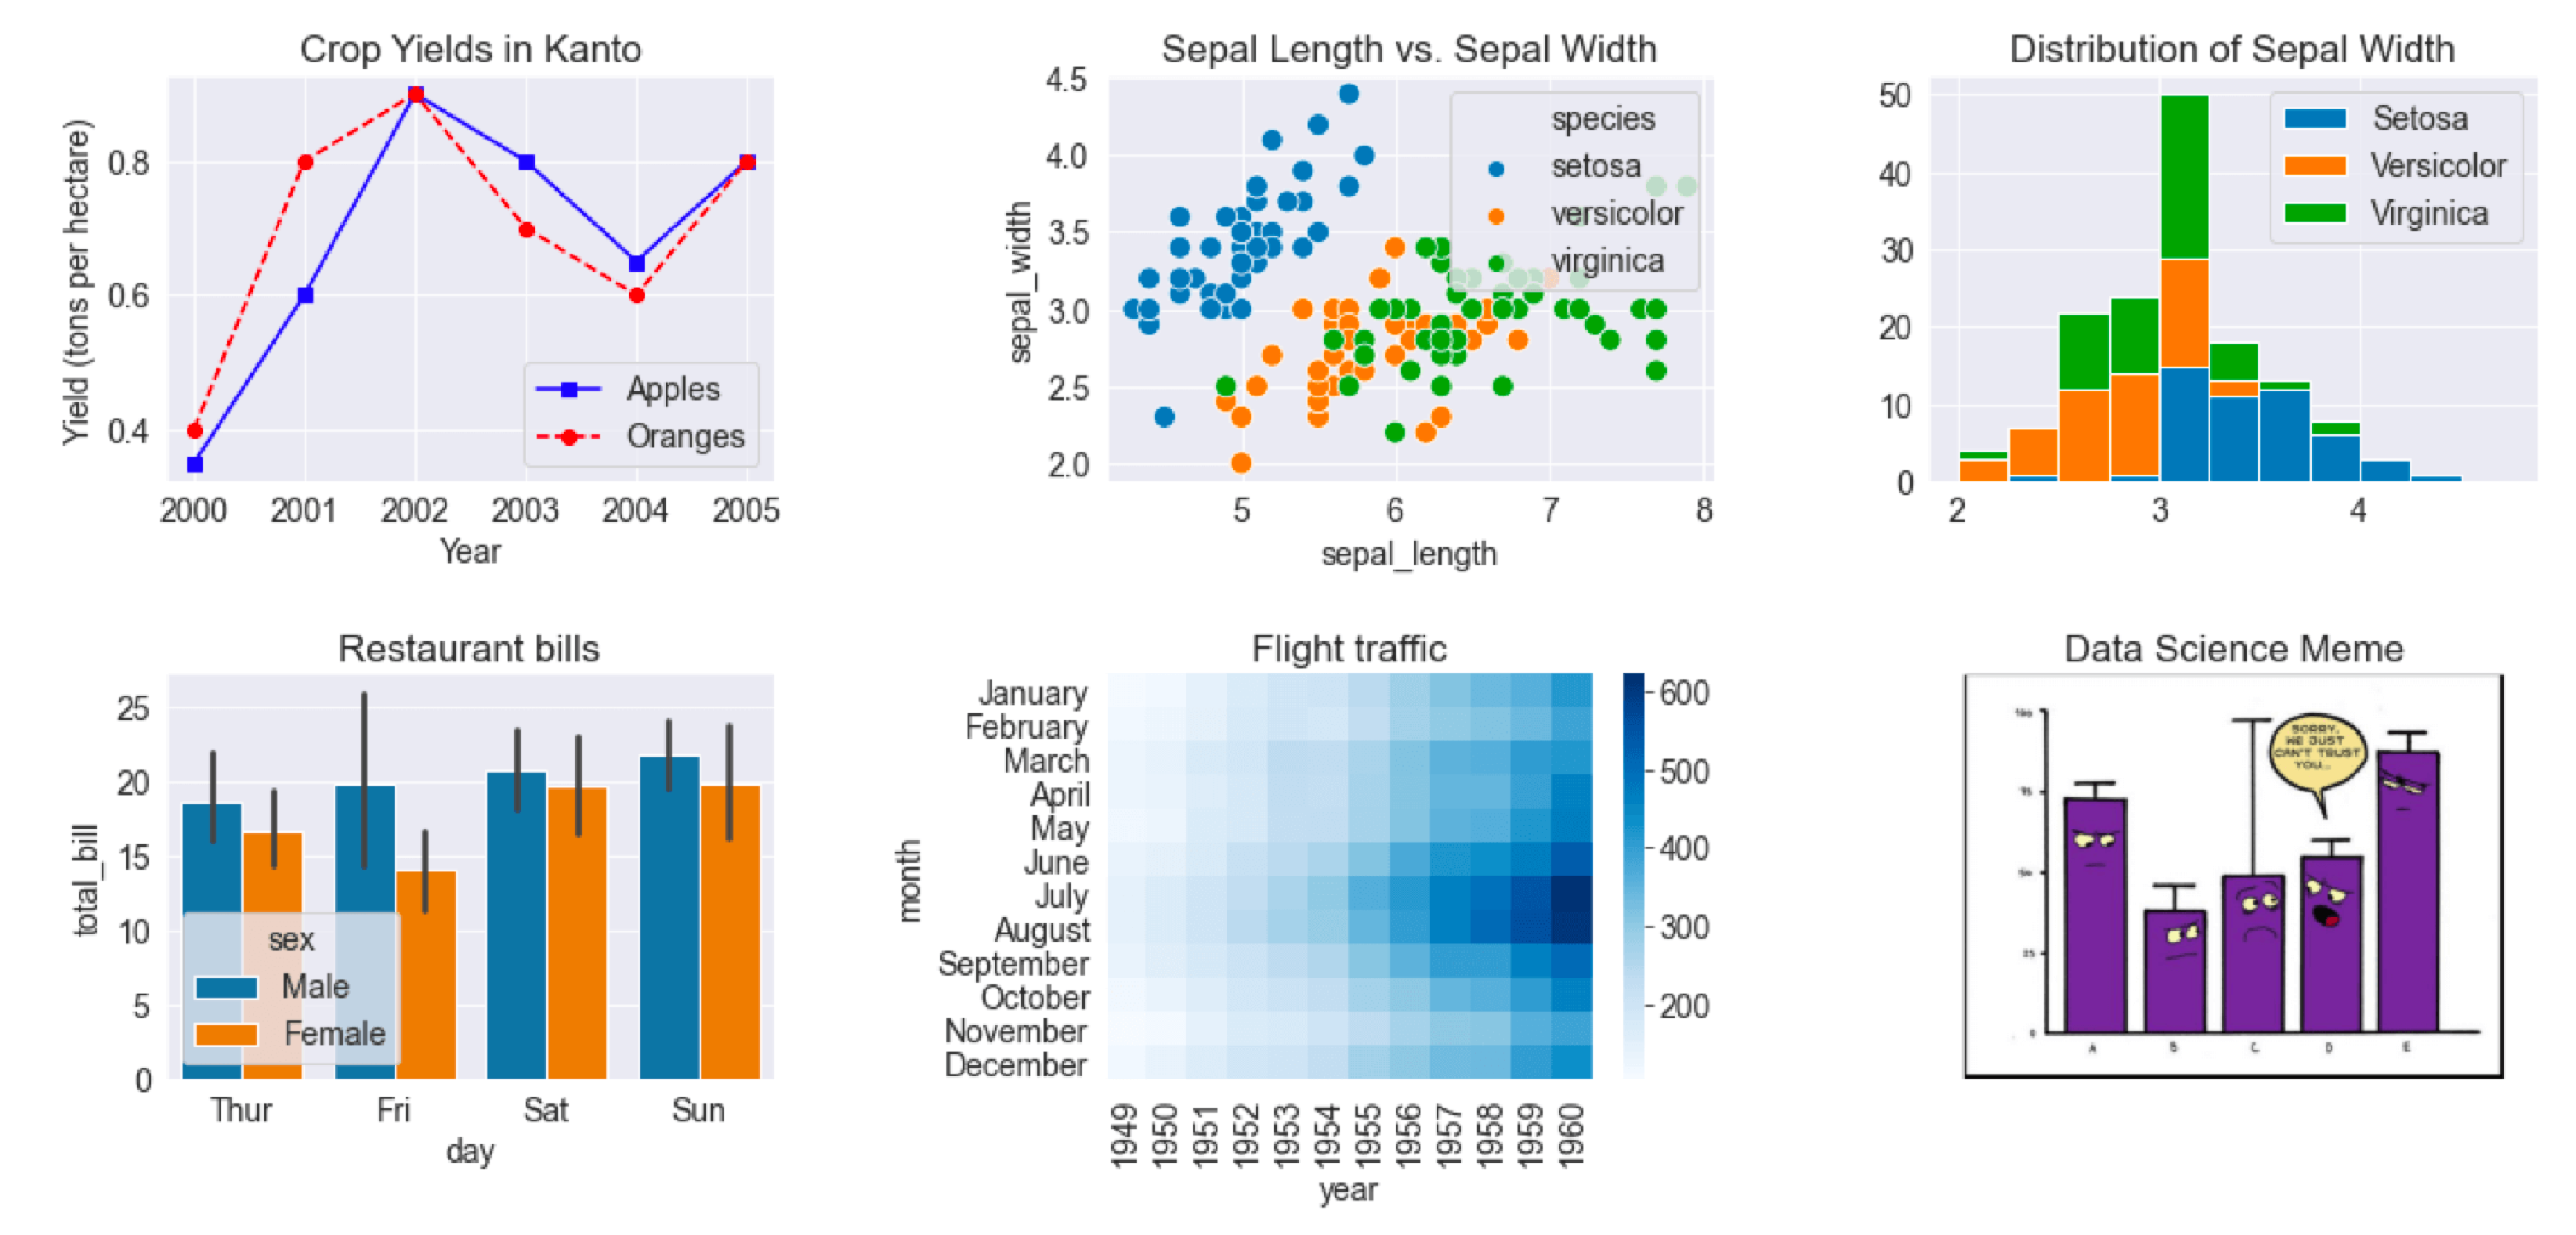 Crop Yields in Kanto
Yield (tons per hectare)
0.8
0.6
0.4
Apples
Oranges
2000 2001 2002 2003 2004 2005
Year
Sepal Length vs. Sepal Width
sepal_width
4.5
4.0
3.5
3.0
2.5
2.0
species
setosa
versicolor
virginica
5 6 7 8
sepal_length
Distribution of Sepal Width
50
40
30
20
10
0
Setosa
Versicolor
Virginica
2 3 4
Restaurant bills
total_bill
25
20
15
10
5
0
sex
Male
Female
Thur Fri Sat Sun
day
Flight traffic
month
January
February
March
April
May
June
July
August
September
October
November
December
600
500
400
300
200
1949 1950 1951 1952 1953 1954 1955 1956 1957 1958 1959 1960
year
Data Science Meme
SORRY,
WE JUST
CAN'T TRUST
YOU...
75
25
0
A B C D E